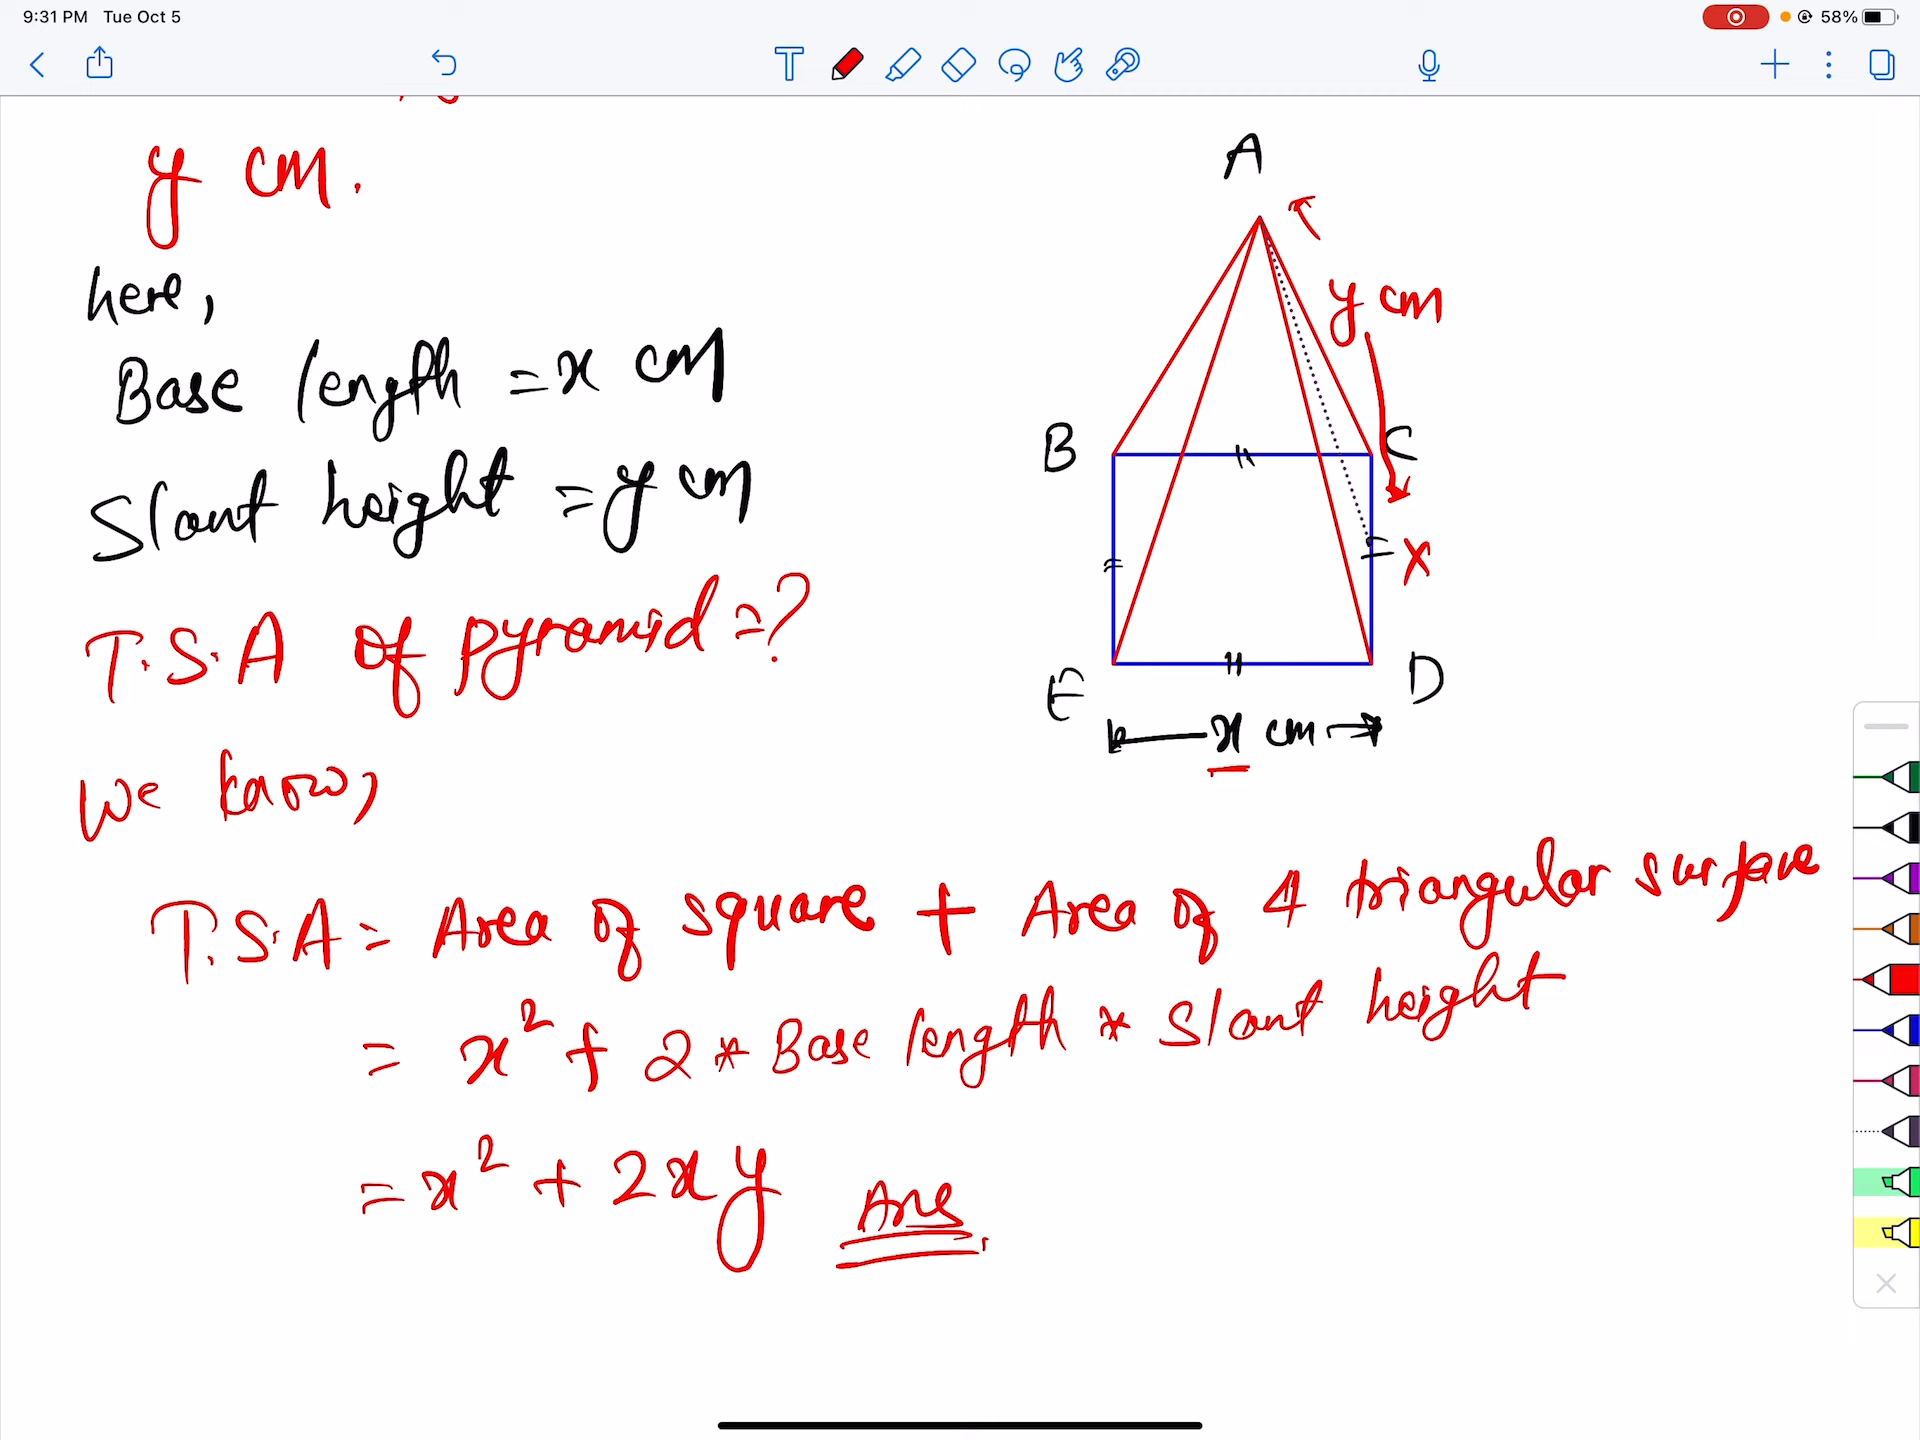 9:31 PM Tue Oct 5
58%
y cm.
here,
Base length = x cm
Slant height = y cm
T.S.A of pyramid = ?
We know,
T.S.A = Area of square + Area of 4 triangular surface
= x² + 2 * Base length * Slant height
= x² + 2xy Ans.
A
y cm
B
C
x
E
D
x cm